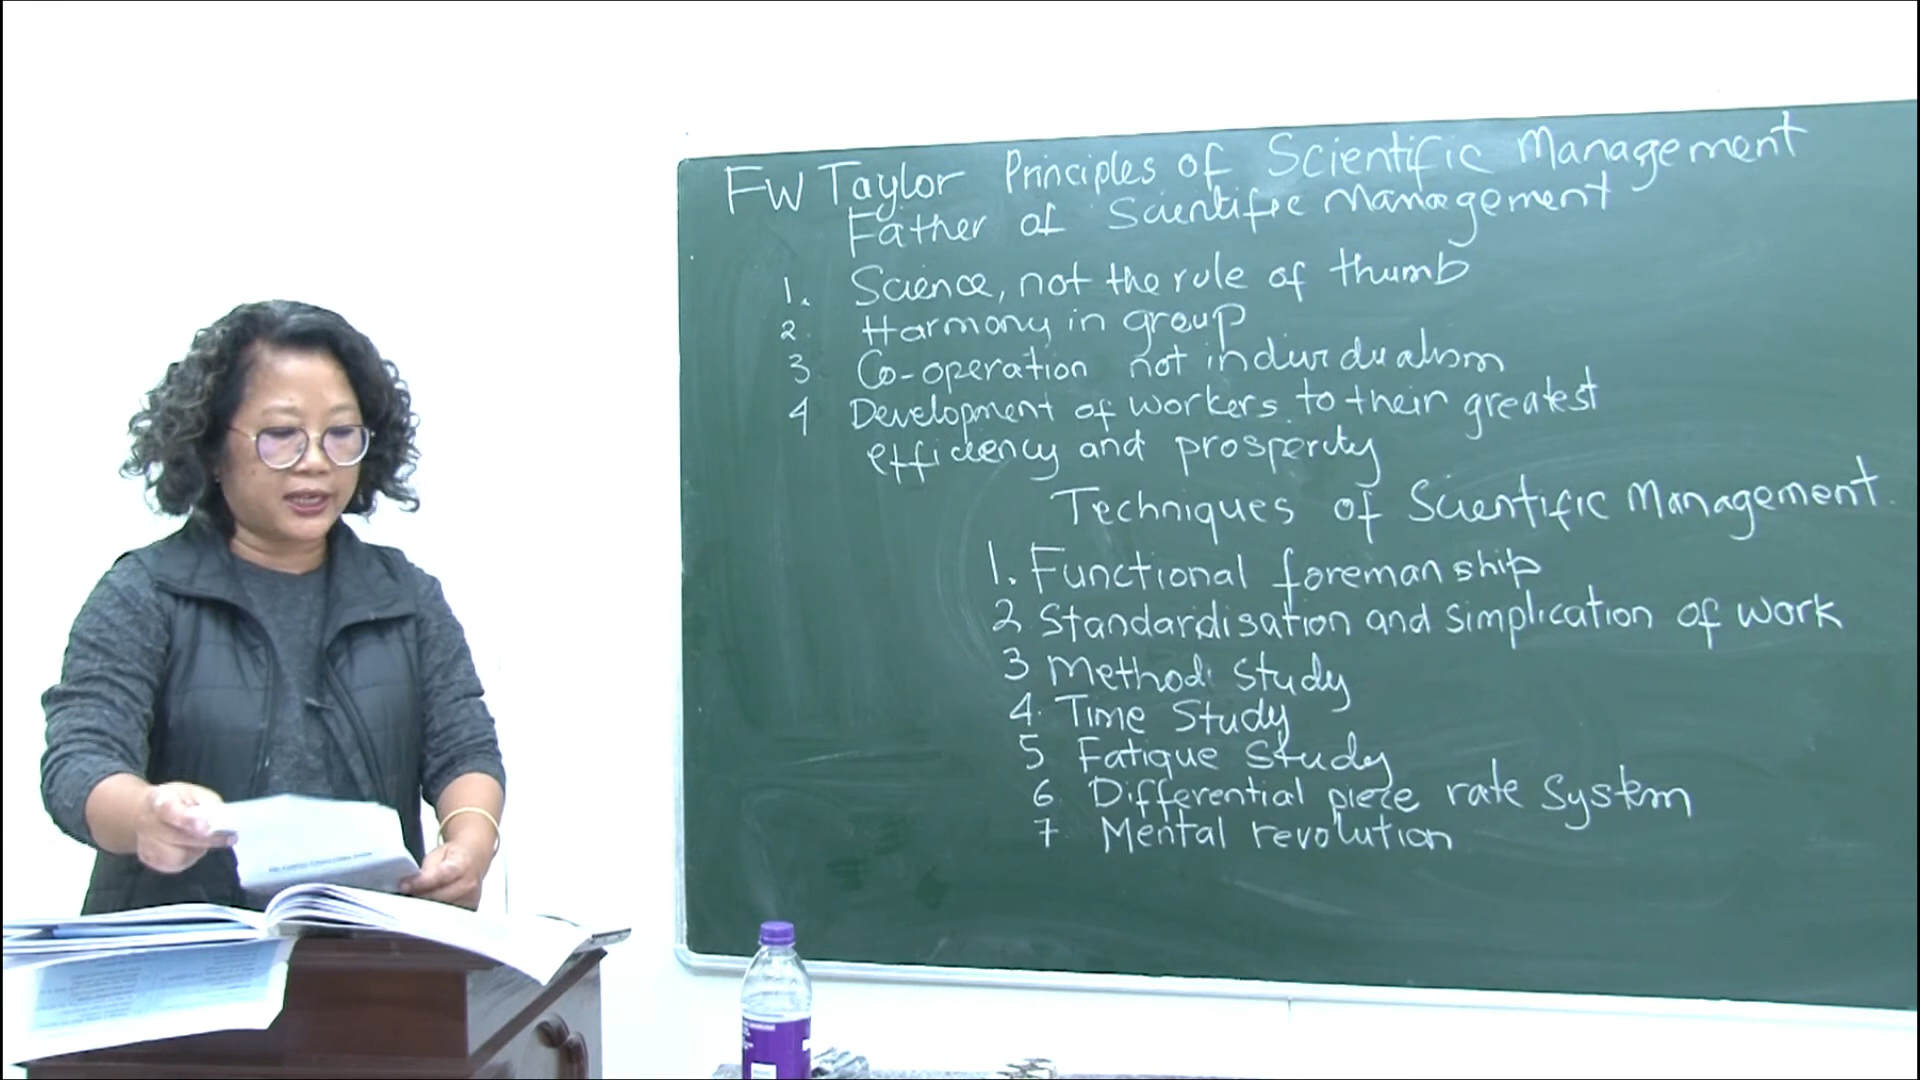 FW Taylor Principles of Scientific Management
Father of Scientific Management
1. Science, not the rule of thumb
2. Harmony in group
3 Co-operation not individualism
4 Development of workers to their greatest
efficiency and prosperity
Techniques of Scientific Management
1. Functional foremanship
2 Standardisation and simplication of work
3 Method study
4. Time Study
5 Fatique Study
6 Differential piece rate System
7 Mental revolution